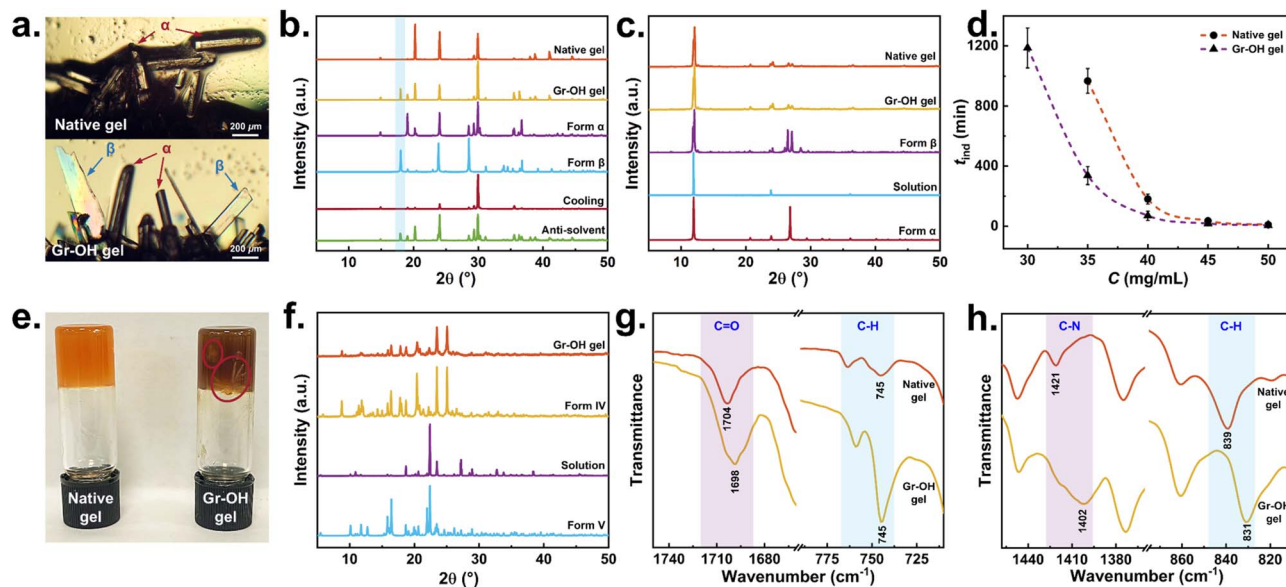 a.
α
Native gel
200 μm
β
α
β
Gr-OH gel
200 μm
b.
Intensity (a.u.)
Native gel
Gr-OH gel
Form α
Form β
Cooling
Anti-solvent
10 20 30 40 50
2θ (°)
c.
Intensity (a.u.)
Native gel
Gr-OH gel
Form β
Solution
Form α
10 20 30 40 50
2θ (°)
d.
tind (min)
1200
800
400
0
Native gel
Gr-OH gel
30 35 40 45 50
C (mg/mL)
e.
Native
gel
Gr-OH
gel
f.
Intensity (a.u.)
Gr-OH gel
Form IV
Solution
Form V
10 20 30 40 50
2θ (°)
g.
Transmittance
C=O
C-H
1704
745
Native
gel
1698
745
Gr-OH
gel
1740 1710 1680 775 750 725
Wavenumber (cm-1)
h.
Transmittance
C-N
C-H
1421
839
Native
gel
1402
831
Gr-OH
gel
1440 1400 860 840 820
Wavenumber (cm-1)